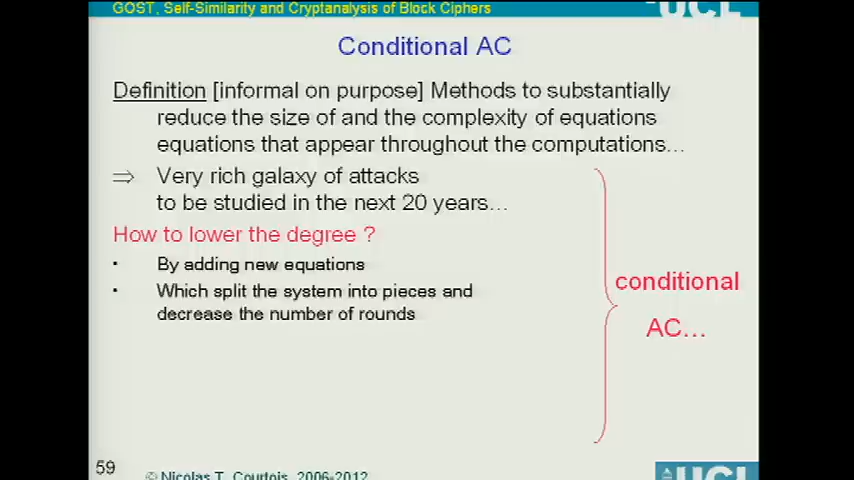 GOST, Self-Similarity and Cryptanalysis of Block Ciphers
UCL
Conditional AC
Definition [informal on purpose] Methods to substantially
reduce the size of and the complexity of equations
equations that appear throughout the computations…
⇒ Very rich galaxy of attacks
to be studied in the next 20 years…
How to lower the degree ?
• By adding new equations
• Which split the system into pieces and
decrease the number of rounds
conditional
AC…
59
© Nicolas T. Courtois, 2006-2012
UCL